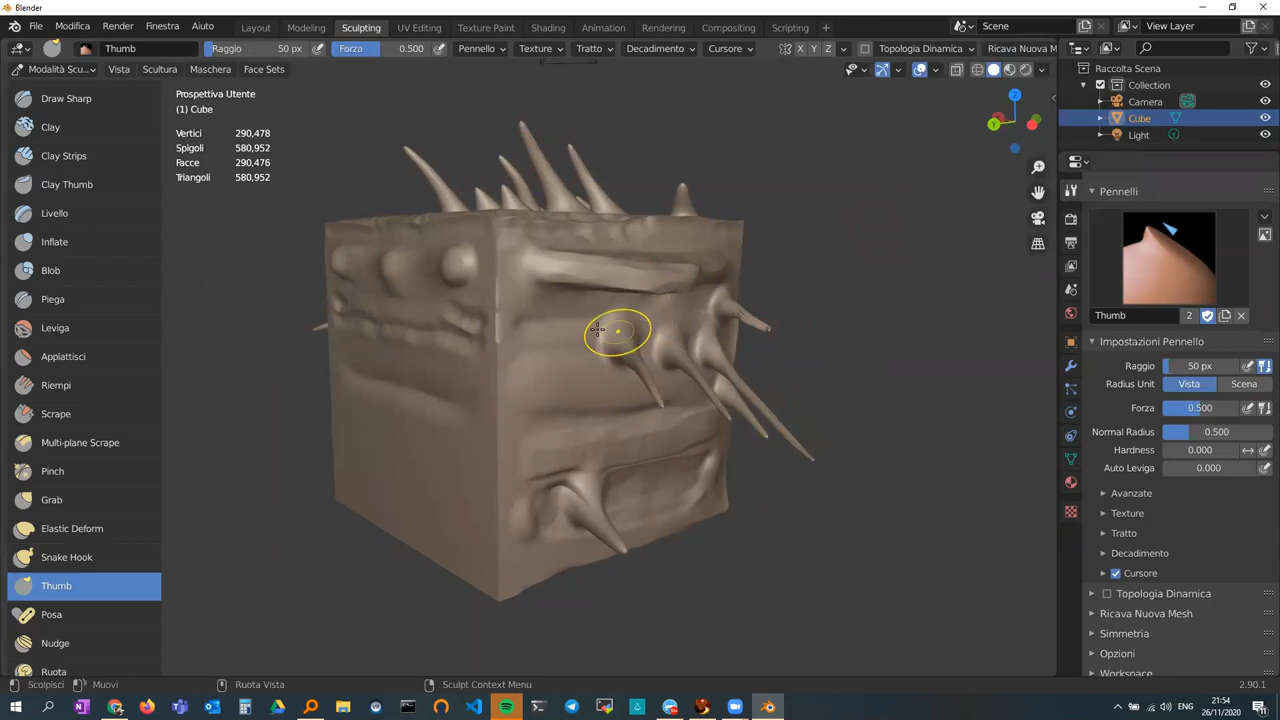 Blender
File Modifica Render Finestra Aiuto Layout Modeling Sculpting UV Editing Texture Paint Shading Animation Rendering Compositing Scripting + Scene View Layer
Thumb Raggio 50 px Forza 0.500 Pennello Texture Tratto Decadimento Cursore X Y Z Topologia Dinamica Ricava Nuova M
Modalità Scu... Vista Scultura Maschera Face Sets
Draw Sharp
Clay
Clay Strips
Clay Thumb
Livello
Inflate
Blob
Piega
Leviga
Appiattisci
Riempi
Scrape
Multi-plane Scrape
Pinch
Grab
Elastic Deform
Snake Hook
Thumb
Posa
Nudge
Ruota
Prospettiva Utente
(1) Cube
Vertici 290,478
Spigoli 580,952
Facce 290,476
Triangoli 580,952
Z
Y
X
Raccolta Scena
Collection
Camera
Cube
Light
Pennelli
Thumb 2
Impostazioni Pennello
Raggio 50 px
Radius Unit Vista Scena
Forza 0.500
Normal Radius 0.500
Hardness 0.000
Auto Leviga 0.000
Avanzate
Texture
Tratto
Decadimento
Cursore
Topologia Dinamica
Ricava Nuova Mesh
Simmetria
Opzioni
Workspace
Scolpisci Muovi Ruota Vista Sculpt Context Menu 2.90.1
21:54
26/11/2020